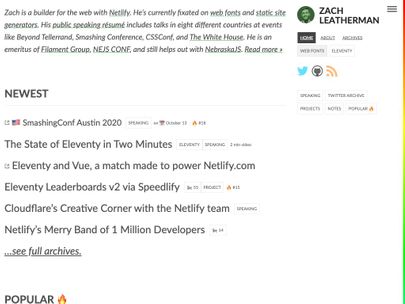 Zach is a builder for the web with Netlify. He's currently fixated on web fonts and static site
generators. His public speaking résumé includes talks in eight different countries at events
like Beyond Tellerrand, Smashing Conference, CSSConf, and The White House. He is an
emeritus of Filament Group, NEJS CONF, and still helps out with NebraskaJS. Read more »
NEWEST
SmashingConf Austin 2020 SPEAKING on October 13 #18
The State of Eleventy in Two Minutes ELEVENTY SPEAKING 2 min video
Eleventy and Vue, a match made to power Netlify.com
Eleventy Leaderboards v2 via Speedlify PROJECT
Cloudflare's Creative Corner with the Netlify team SPEAKING
Netlify's Merry Band of 1 Million Developers
…see full archives.
POPULAR 🔥
ZACH
LEATHERMAN
HOME ABOUT ARCHIVES
WEB FONTS ELEVENTY
SPEAKING TWITTER ARCHIVE
PROJECTS NOTES POPULAR 🔥